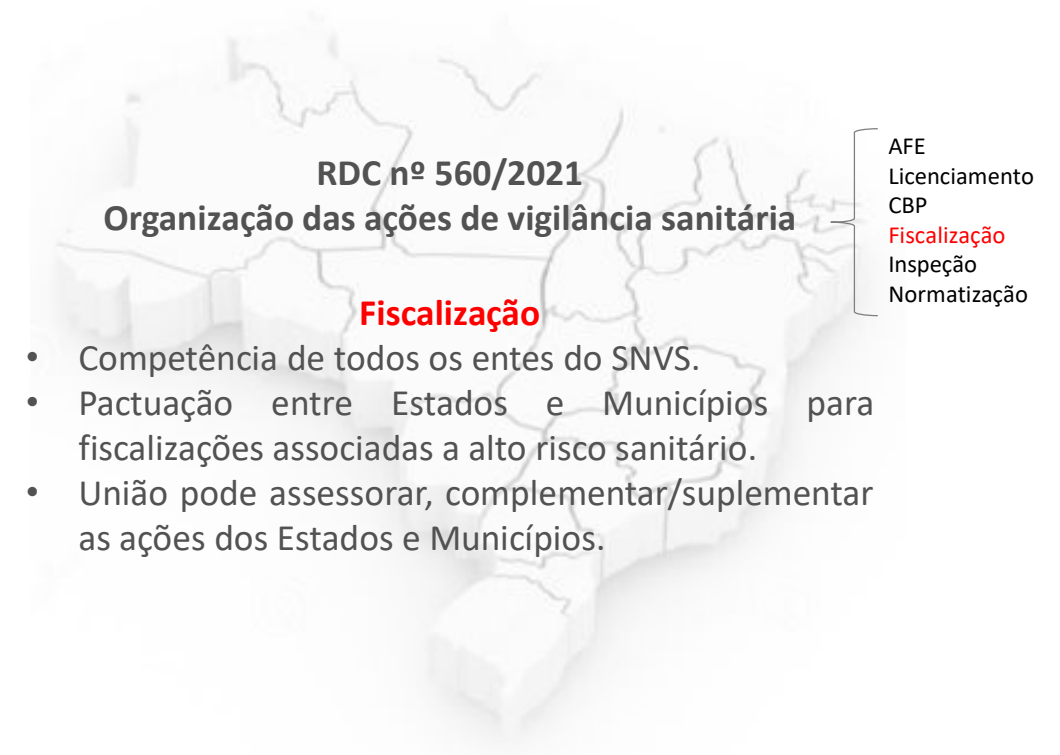 RDC nº 560/2021
Organização das ações de vigilância sanitária
AFE
Licenciamento
CBP
Fiscalização
Inspeção
Normatização
Fiscalização
• Competência de todos os entes do SNVS.
• Pactuação entre Estados e Municípios para
fiscalizações associadas a alto risco sanitário.
• União pode assessorar, complementar/suplementar
as ações dos Estados e Municípios.